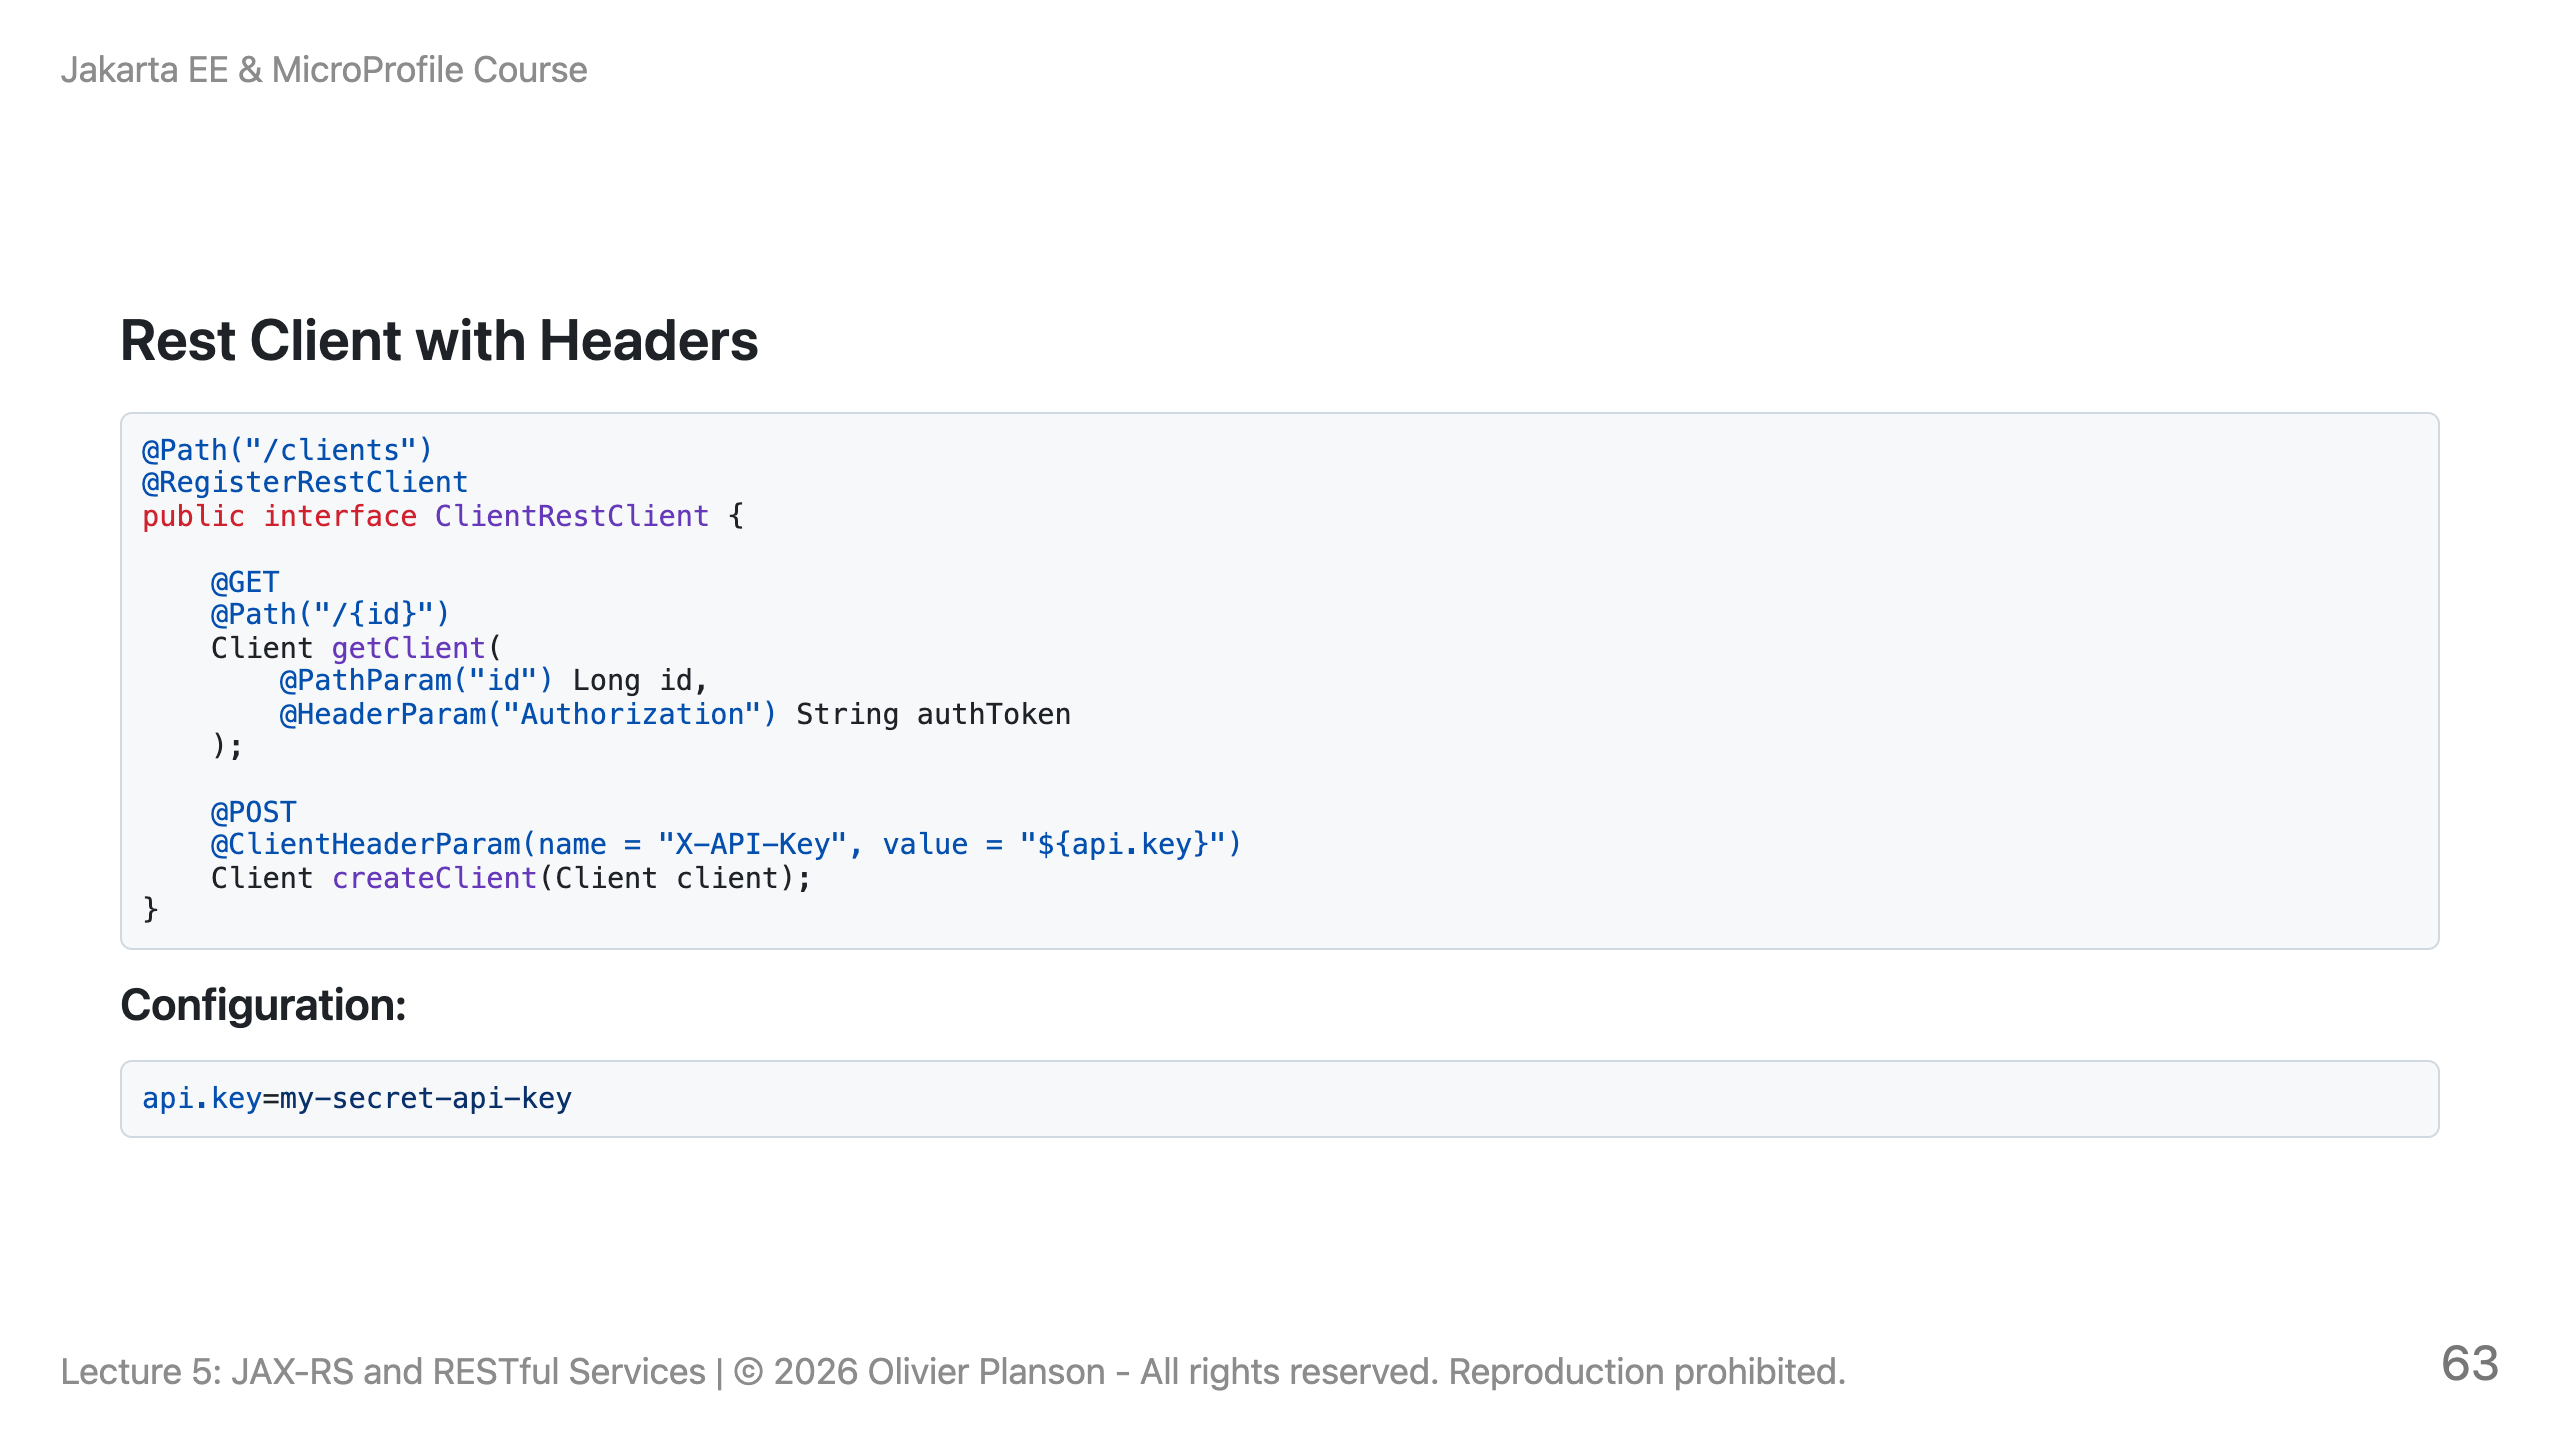 Jakarta EE & MicroProfile Course
Rest Client with Headers
@Path("/clients")
@RegisterRestClient
public interface ClientRestClient {
    @GET
    @Path("/{id}")
    Client getClient(
        @PathParam("id") Long id,
        @HeaderParam("Authorization") String authToken
    );
    @POST
    @ClientHeaderParam(name = "X-API-Key", value = "${api.key}")
    Client createClient(Client client);
}
Configuration:
api.key=my-secret-api-key
Lecture 5: JAX-RS and RESTful Services | © 2026 Olivier Planson - All rights reserved. Reproduction prohibited.
63